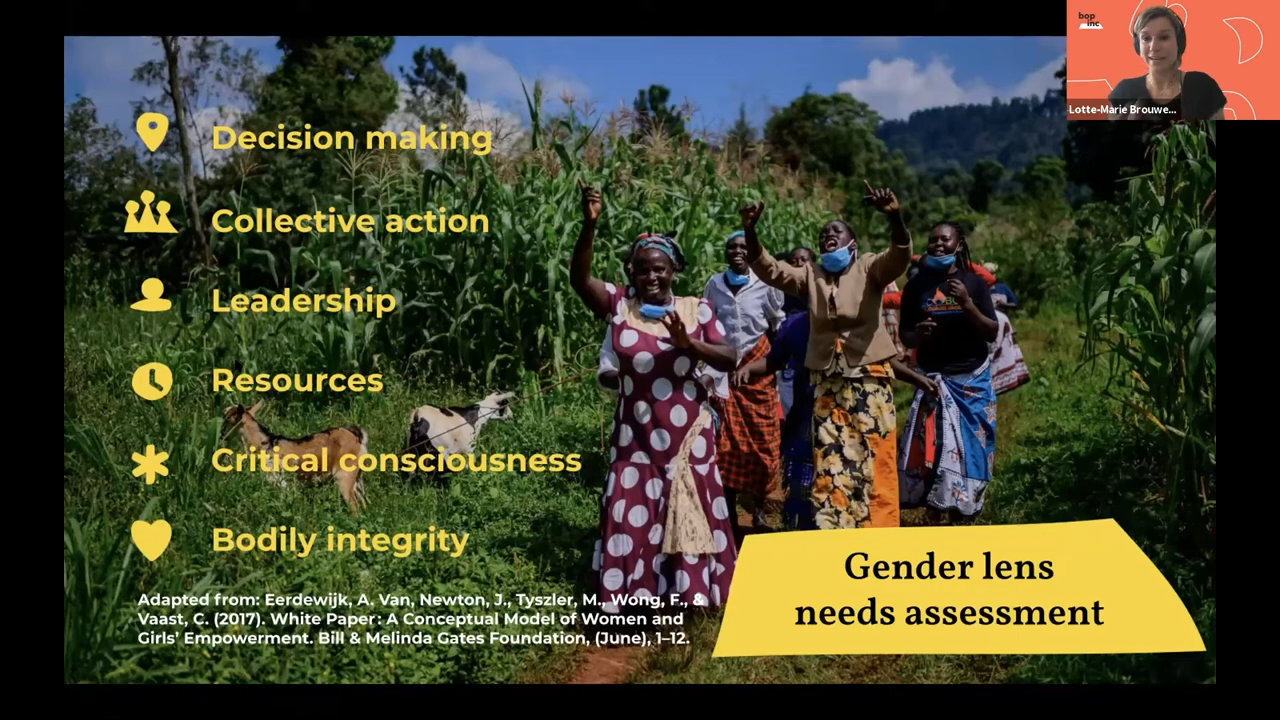 bop
inc
Lotte-Marie Brouwe...
Decision making
Collective action
Leadership
Resources
Critical consciousness
Bodily integrity
Adapted from: Eerdewijk, A. Van, Newton, J., Tyszler, M., Wong, F., &
Vaast, C. (2017). White Paper: A Conceptual Model of Women and
Girls’ Empowerment. Bill & Melinda Gates Foundation, (June), 1–12.
Gender lens
needs assessment